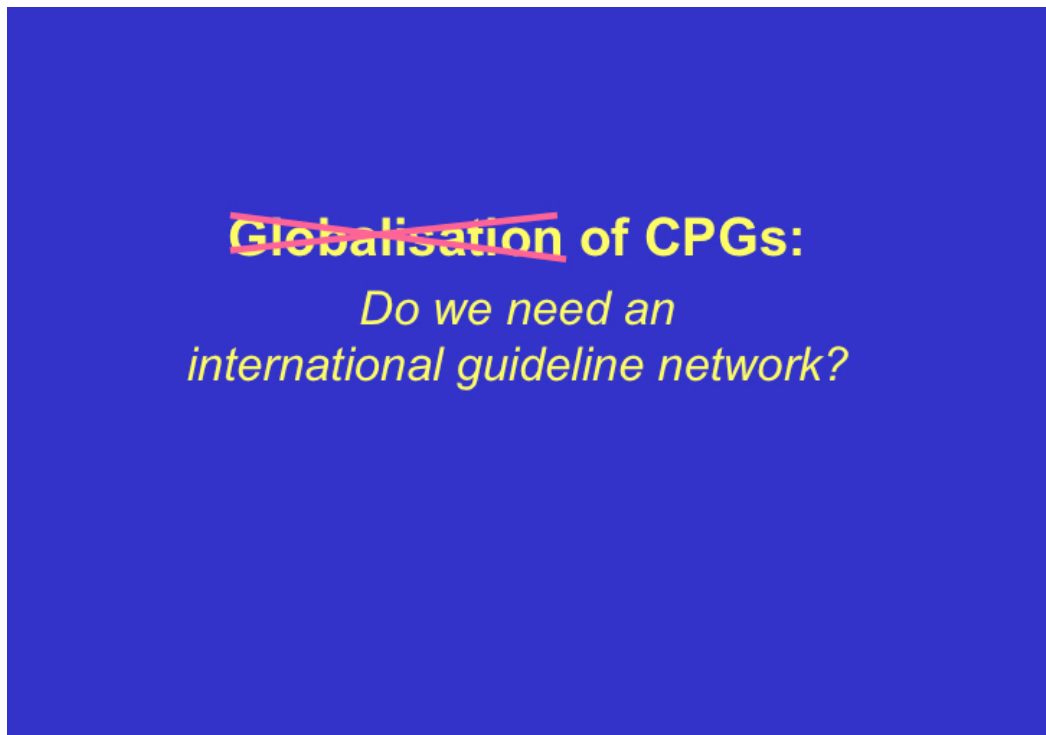 Globalisation of CPGs:
Do we need an
international guideline network?